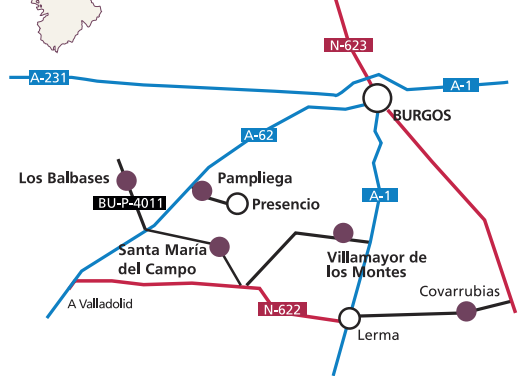 N-623
A-231
A-1
BURGOS
A-62
Los Balbases
Pampliega
BU-P-4011
Presencio
A-1
Santa María
del Campo
Villamayor de
los Montes
Covarrubias
A Valladolid
N-622
Lerma